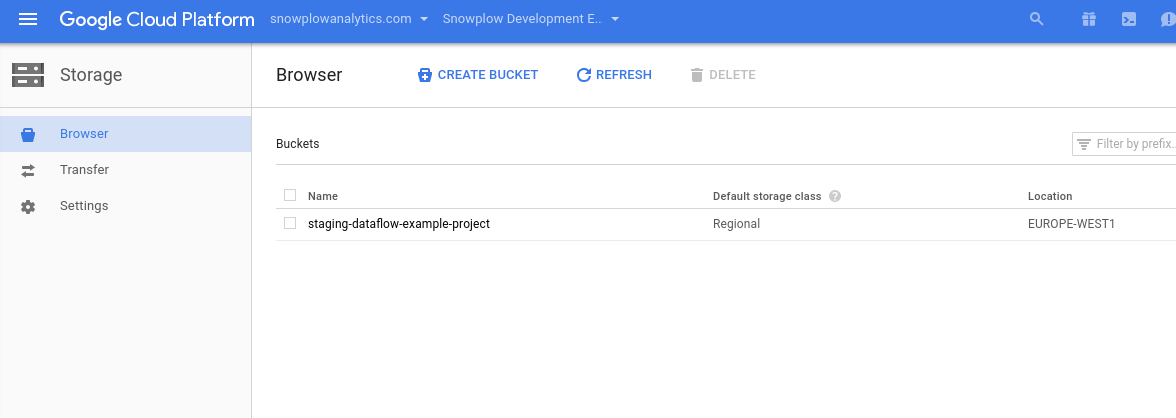 Google Cloud Platform snowplowanalytics.com Snowplow Development E..
Storage
Browser CREATE BUCKET REFRESH DELETE
Browser
Transfer
Settings
Buckets
Filter by prefix..
Name Default storage class ? Location
staging-dataflow-example-project Regional EUROPE-WEST1